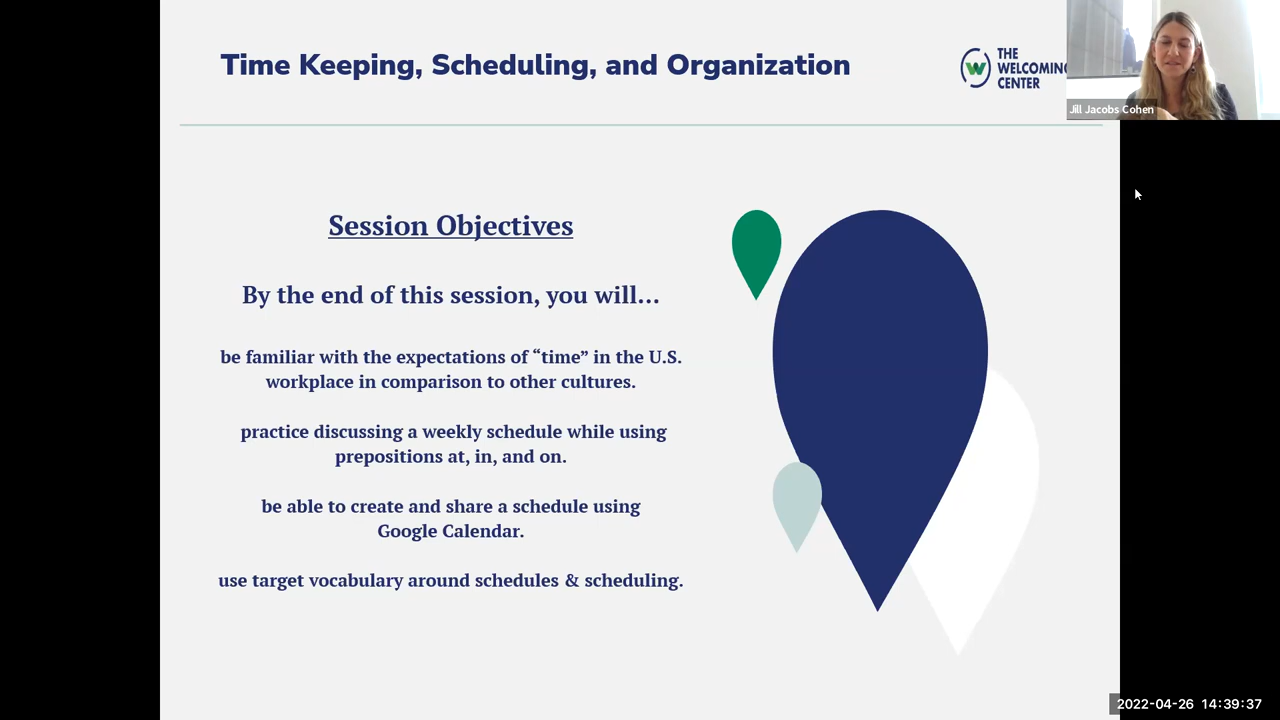 Time Keeping, Scheduling, and Organization
THE
WELCOMING
CENTER
Jill Jacobs Cohen
Session Objectives
By the end of this session, you will...
be familiar with the expectations of “time” in the U.S.
workplace in comparison to other cultures.
practice discussing a weekly schedule while using
prepositions at, in, and on.
be able to create and share a schedule using
Google Calendar.
use target vocabulary around schedules & scheduling.
2022-04-26 14:39:37